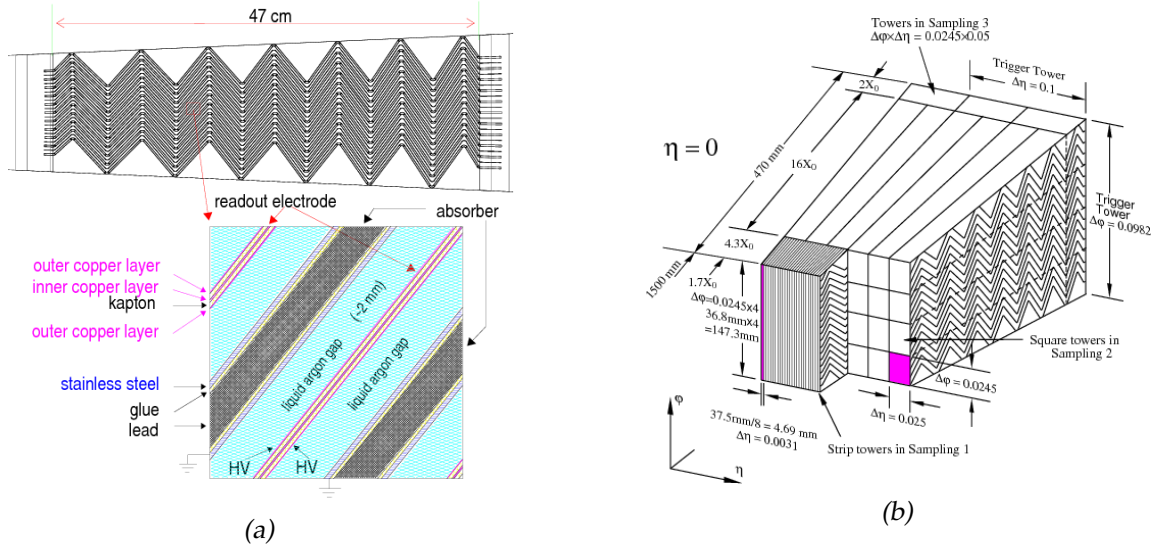 47 cm
readout electrode
absorber
outer copper layer
inner copper layer
kapton
outer copper layer
stainless steel
glue
lead
(~2 mm)
liquid argon gap
liquid argon gap
HV
HV
(a)
Towers in Sampling 3
Δφ×Δη = 0.0245×0.05
Trigger Tower
Δη = 0.1
2X₀
η=0
470 mm
16X₀
4.3X₀
1500 mm
1.7X₀
Δφ=0.0245x4
36.8mmx4
=147.3mm
Trigger
Tower
Δφ = 0.0982
Square towers in
Sampling 2
Δφ = 0.0245
Δη = 0.025
37.5mm/8 = 4.69 mm
Δη = 0.0031
Strip towers in Sampling 1
φ
η
(b)